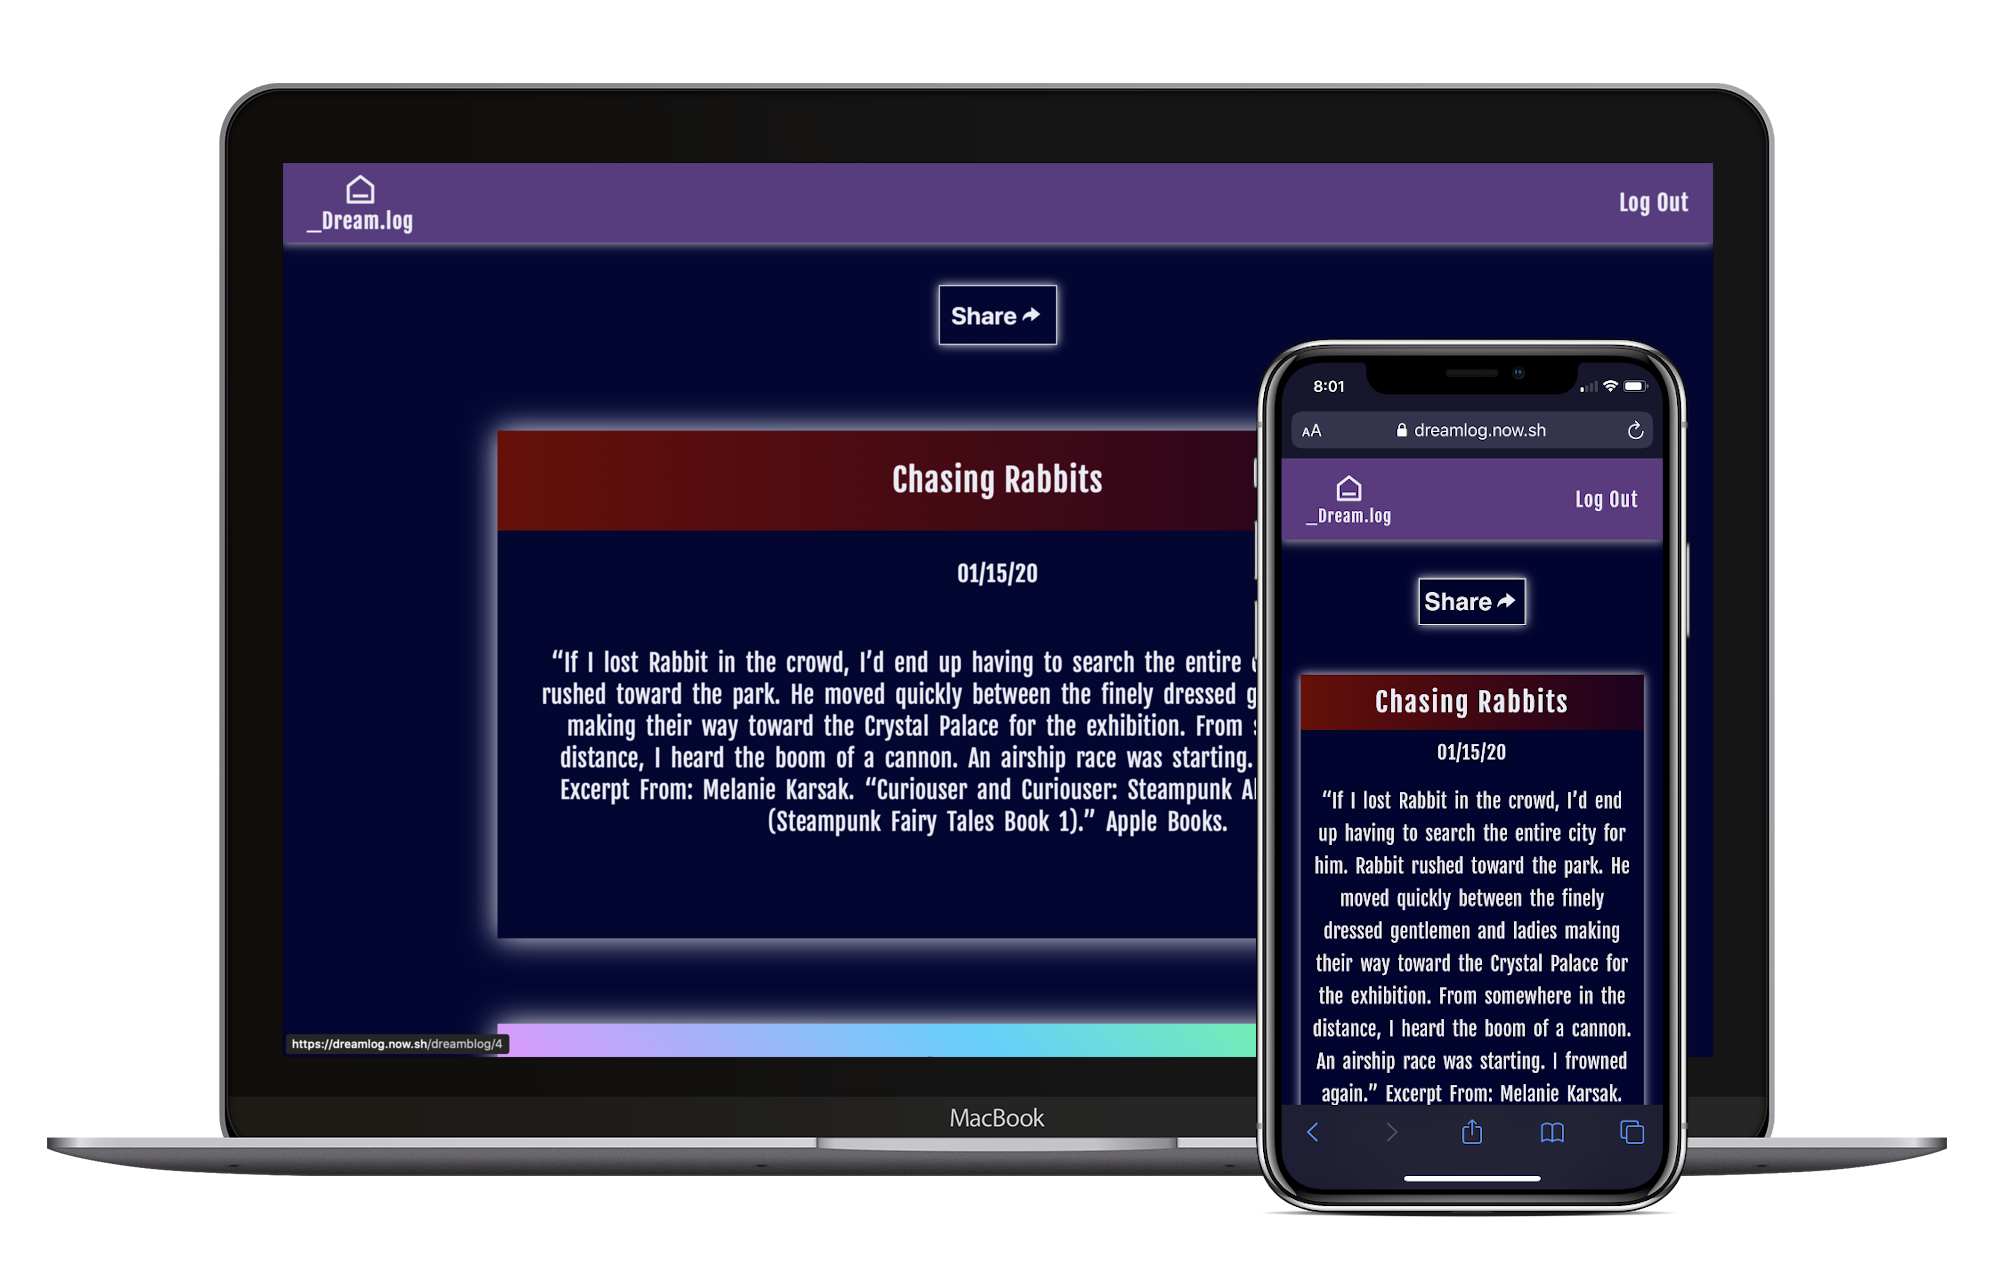 _Dream.log
Log Out
Share
Chasing Rabbits
01/15/20
“If I lost Rabbit in the crowd, I’d end up having to search the entire
rushed toward the park. He moved quickly between the finely dressed
making their way toward the Crystal Palace for the exhibition. From
distance, I heard the boom of a cannon. An airship race was starting.
Excerpt From: Melanie Karsak. “Curiouser and Curiouser: Steampunk
(Steampunk Fairy Tales Book 1).” Apple Books.
https://dreamlog.now.sh/dreamblog/4
MacBook
8:01
AA dreamlog.now.sh
_Dream.log
Log Out
Share
Chasing Rabbits
01/15/20
“If I lost Rabbit in the crowd, I’d end
up having to search the entire city for
him. Rabbit rushed toward the park. He
moved quickly between the finely
dressed gentlemen and ladies making
their way toward the Crystal Palace for
the exhibition. From somewhere in the
distance, I heard the boom of a cannon.
An airship race was starting. I frowned
again.” Excerpt From: Melanie Karsak.